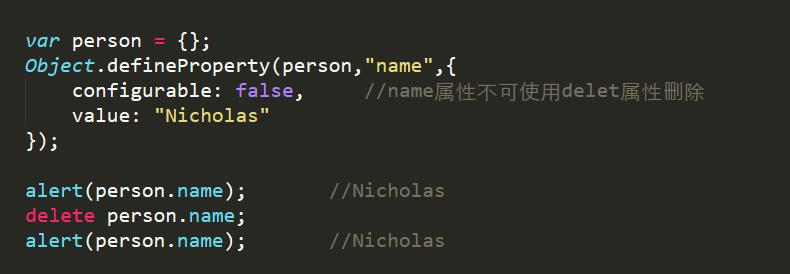 var person = {};
Object.defineProperty(person,"name",{
    configurable: false,     //name属性不可使用delet属性删除
    value: "Nicholas"
});
alert(person.name);       //Nicholas
delete person.name;
alert(person.name);       //Nicholas